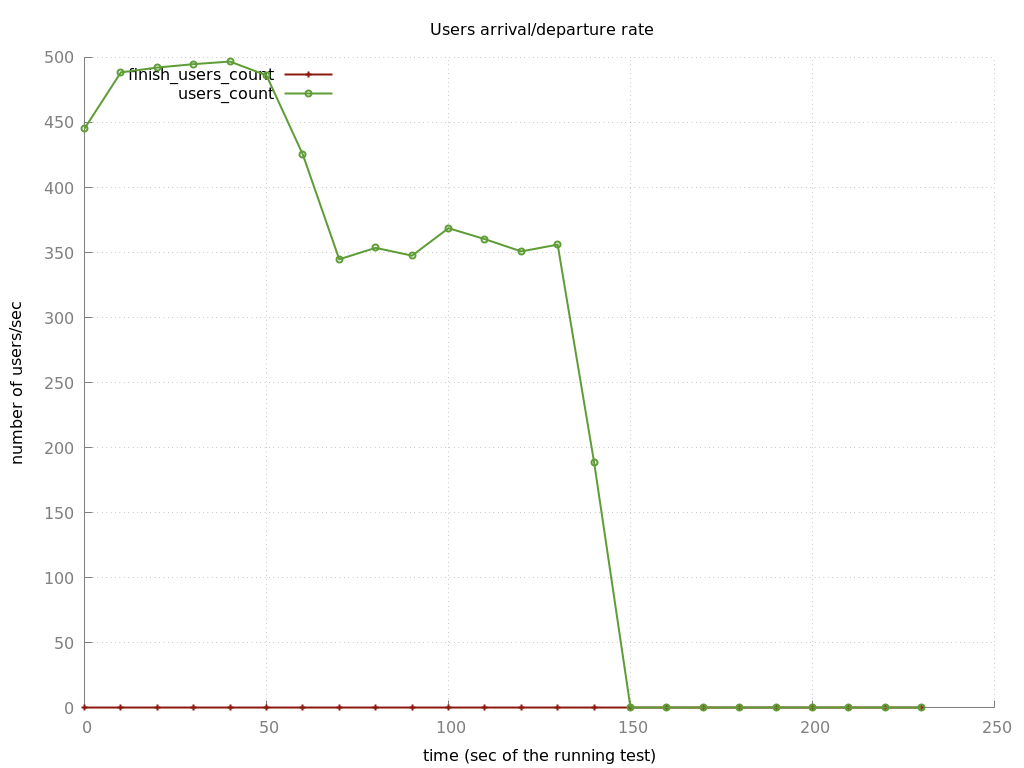 Users arrival/departure rate
finish_users_count
users_count
500
450
400
350
300
250
200
150
100
50
0
number of users/sec
0 50 100 150 200 250
time (sec of the running test)